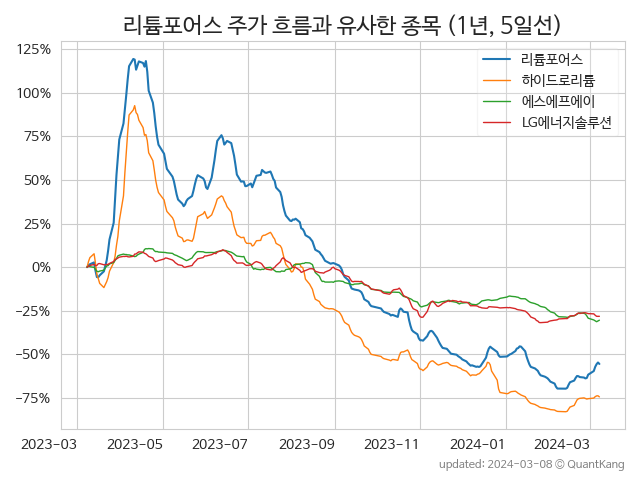 리튬포어스 주가 흐름과 유사한 종목 (1년, 5일선)
리튬포어스
하이드로리튬
에스에프에이
LG에너지솔루션
125%
100%
75%
50%
25%
0%
−25%
−50%
−75%
2023-03 2023-05 2023-07 2023-09 2023-11 2024-01 2024-03
updated: 2024-03-08 © QuantKang